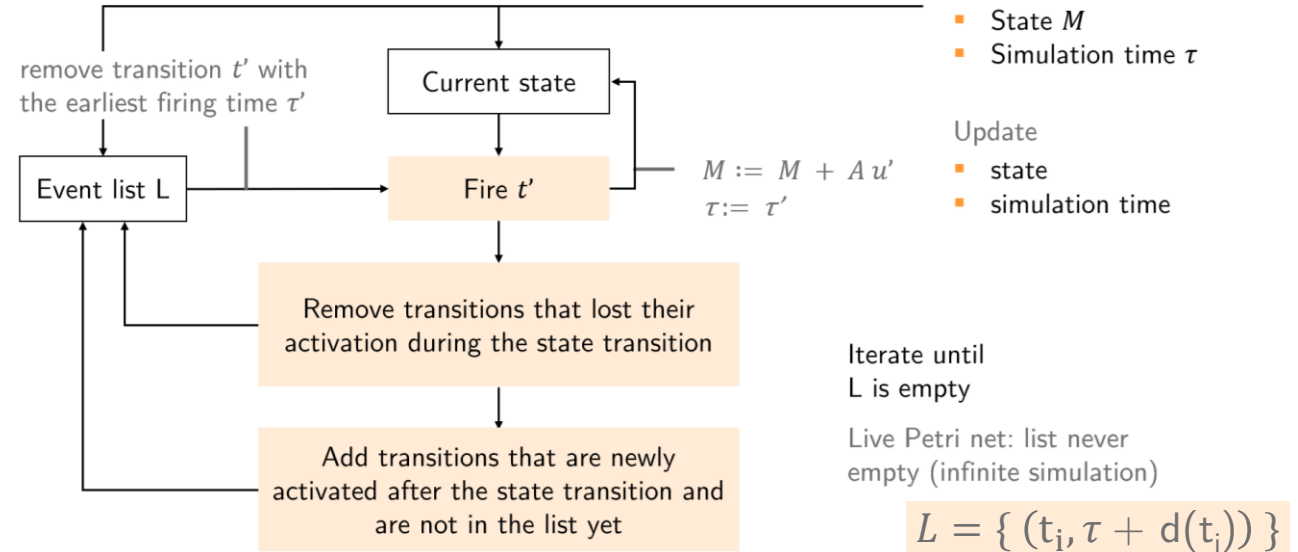 ▪ State M
▪ Simulation time τ
remove transition t’ with
the earliest firing time τ’
Current state
Update
▪ state
▪ simulation time
Event list L
Fire t’
M := M + A u’
τ:= τ’
Remove transitions that lost their
activation during the state transition
Iterate until
L is empty
Live Petri net: list never
empty (infinite simulation)
Add transitions that are newly
activated after the state transition and
are not in the list yet
L = { (tᵢ, τ + d(tᵢ)) }